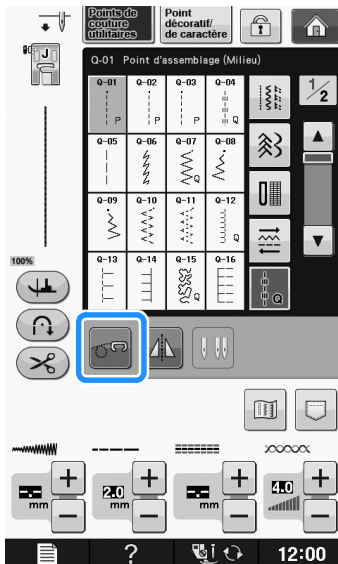 Points de couture utilitaires
Point décoratif/ de caractère
J
Q-01 Point d'assemblage (Milieu)
1/2
Q-01 Q-02 Q-03 Q-04
P P P Q
Q-05 Q-06 Q-07 Q-08
Q
Q-09 Q-10 Q-11 Q-12
Q
Q-13 Q-14 Q-15 Q-16
Q
Q
100%
-.- mm
2.0 mm
-.- mm
4.0
+ + + +
− − − −
? 12:00